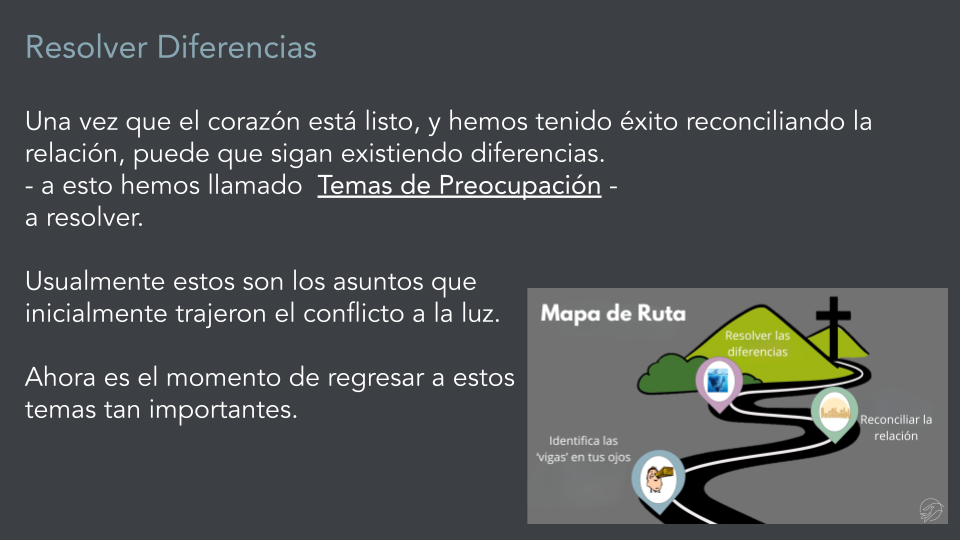 Resolver Diferencias
Una vez que el corazón está listo, y hemos tenido éxito reconciliando la
relación, puede que sigan existiendo diferencias.
- a esto hemos llamado Temas de Preocupación -
a resolver.
Usualmente estos son los asuntos que
inicialmente trajeron el conflicto a la luz.
Ahora es el momento de regresar a estos
temas tan importantes.
Mapa de Ruta
Resolver las
diferencias
Reconciliar la
relación
Identifica las
‘vigas’ en tus ojos